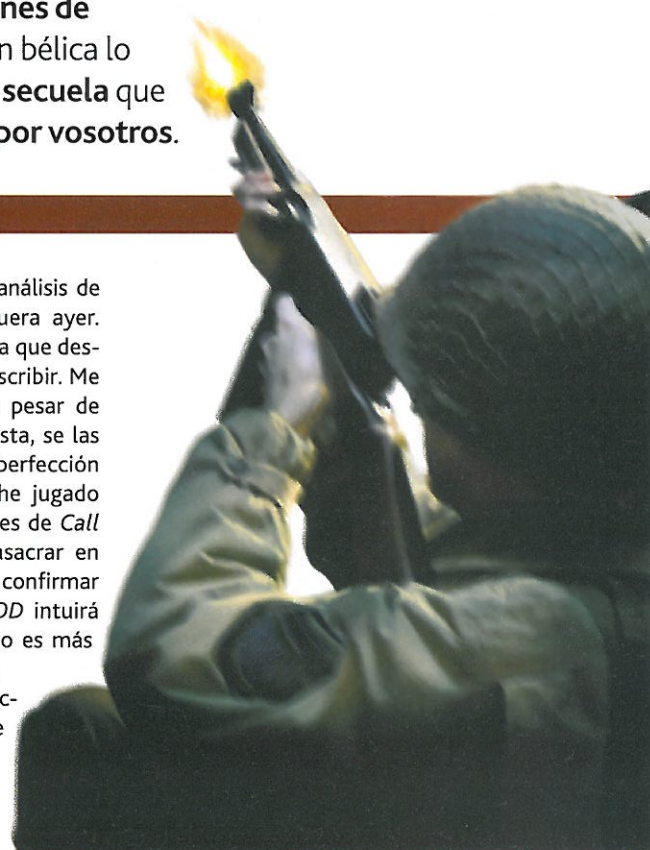 nes de
n bélica lo
secuela que
por vosotros.
análisis de
uera ayer.
a que des-
scribir. Me
pesar de
sta, se las
perfección
he jugado
es de Call
asacrar en
confirmar
OD intuirá
o es más
c-
e